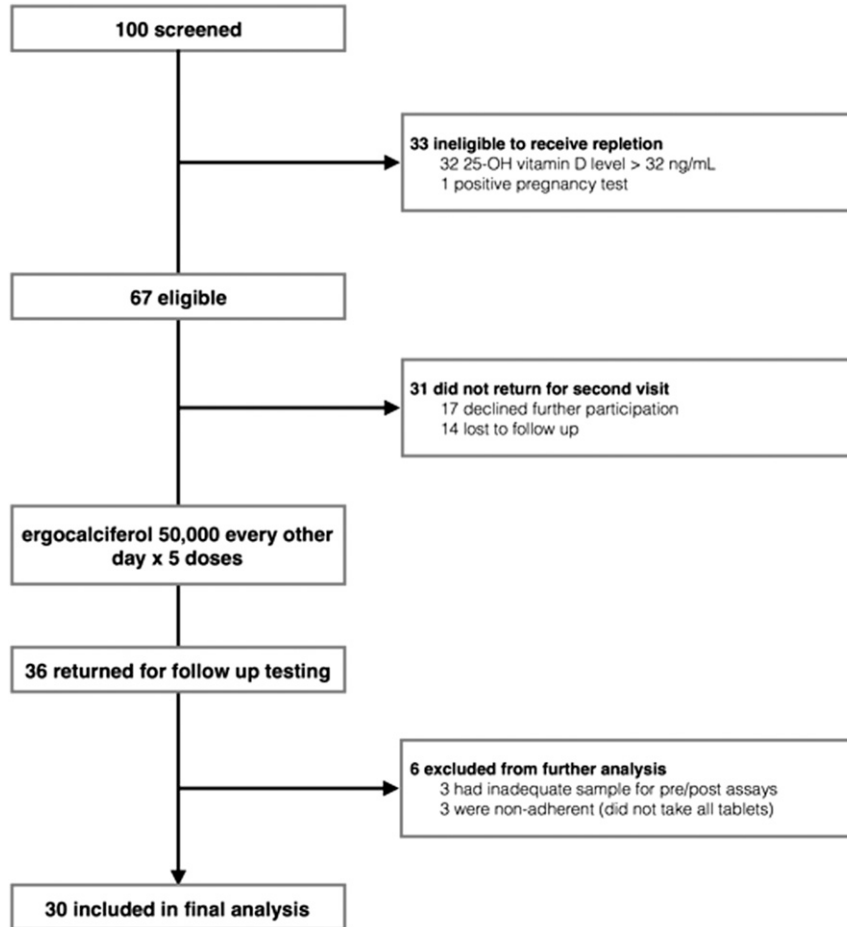 100 screened
33 ineligible to receive repletion
32 25-OH vitamin D level > 32 ng/mL
1 positive pregnancy test
67 eligible
31 did not return for second visit
17 declined further participation
14 lost to follow up
ergocalciferol 50,000 every other
day x 5 doses
36 returned for follow up testing
6 excluded from further analysis
3 had inadequate sample for pre/post assays
3 were non-adherent (did not take all tablets)
30 included in final analysis